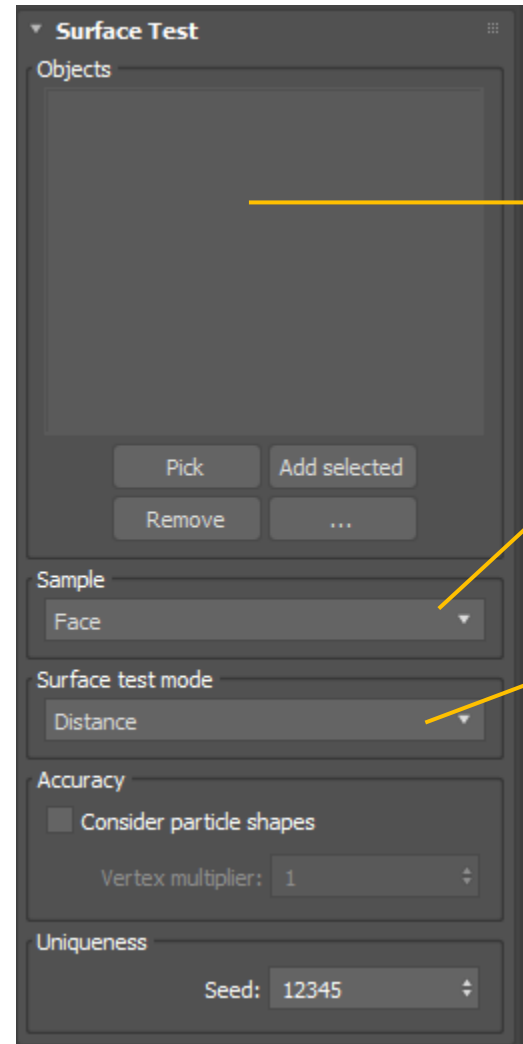 Surface Test
Objects
Pick Add selected
Remove ...
Sample
Face
Surface test mode
Distance
Accuracy
Consider particle shapes
Vertex multiplier: 1
Uniqueness
Seed: 12345